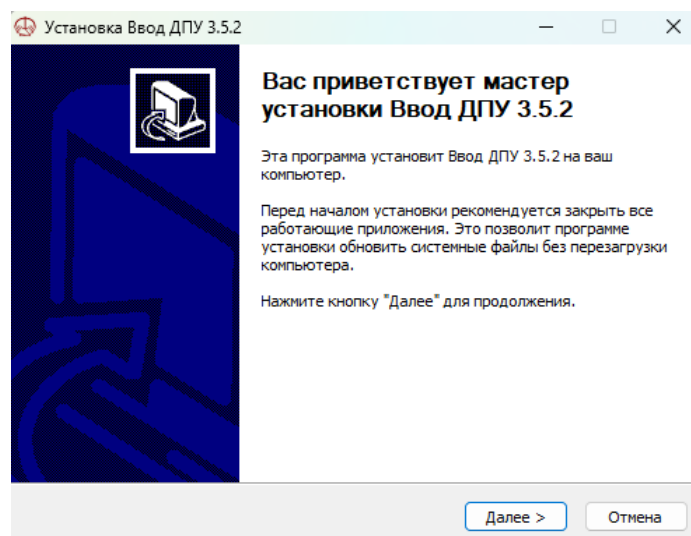 Установка Ввод ДПУ 3.5.2
Вас приветствует мастер
установки Ввод ДПУ 3.5.2
Эта программа установит Ввод ДПУ 3.5.2 на ваш
компьютер.
Перед началом установки рекомендуется закрыть все
работающие приложения. Это позволит программе
установки обновить системные файлы без перезагрузки
компьютера.
Нажмите кнопку "Далее" для продолжения.
Далее >
Отмена